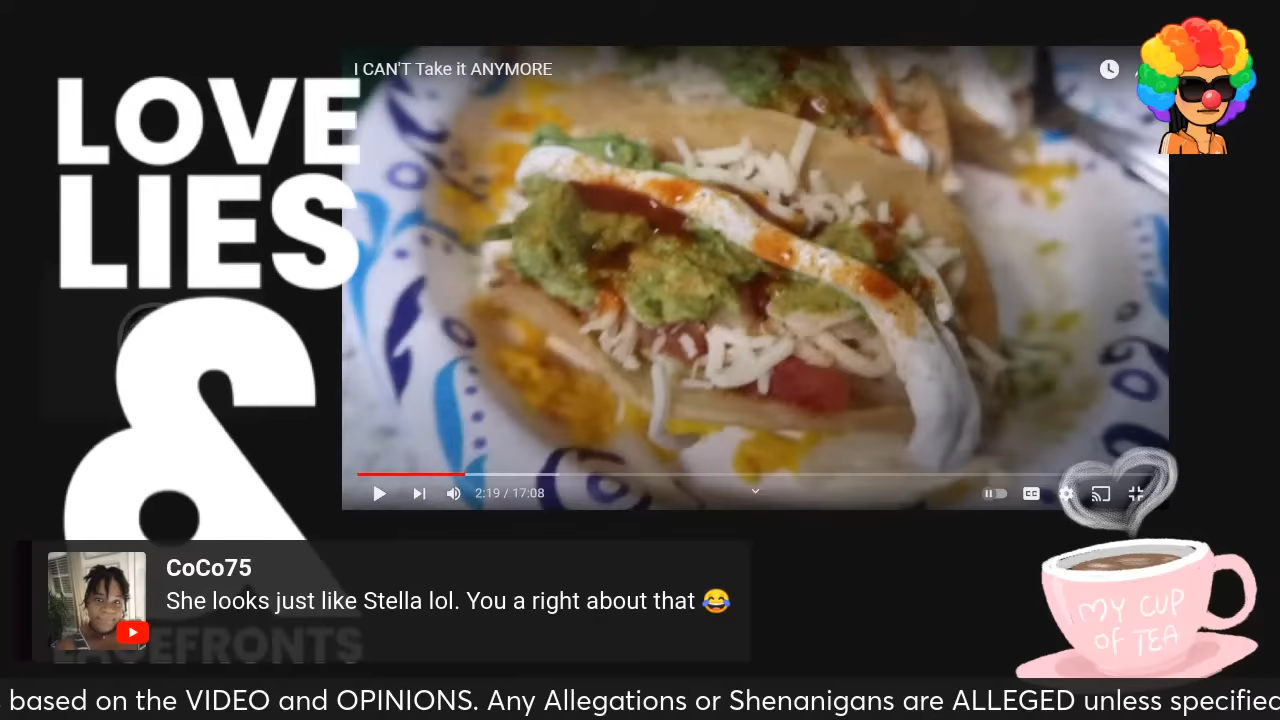 LOVE
LIES
&
I CAN'T Take it ANYMORE
2:19 / 17:08
CC
CoCo75
She looks just like Stella lol. You a right about that 😂
MY CUP
OF TEA
based on the VIDEO and OPINIONS. Any Allegations or Shenanigans are ALLEGED unless specified